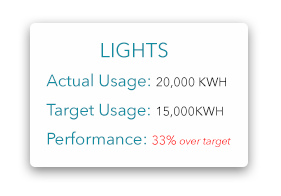 LIGHTS
Actual Usage: 20,000 KWH
Target Usage: 15,000KWH
Performance: 33% over target